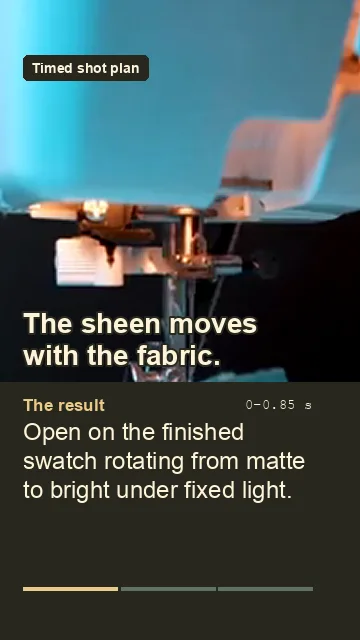 Timed shot plan
The sheen moves
with the fabric.
The result
0–0.85 s
Open on the finished
swatch rotating from matte
to bright under fixed light.